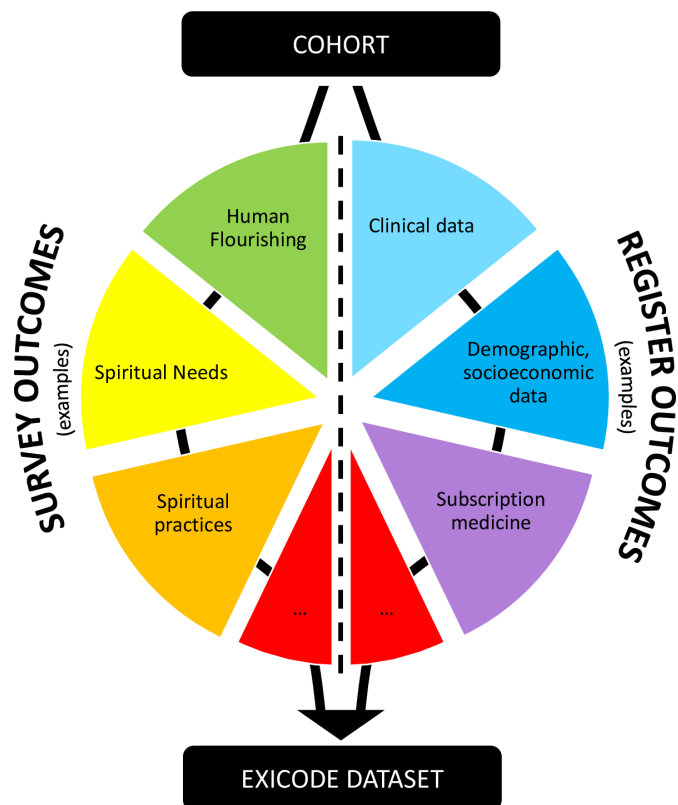 COHORT
Human
Flourishing
Clinical data
SURVEY OUTCOMES
(examples)
REGISTER OUTCOMES
(examples)
Spiritual Needs
Demographic,
socioeconomic
data
Spiritual
practices
Subscription
medicine
...
...
EXICODE DATASET